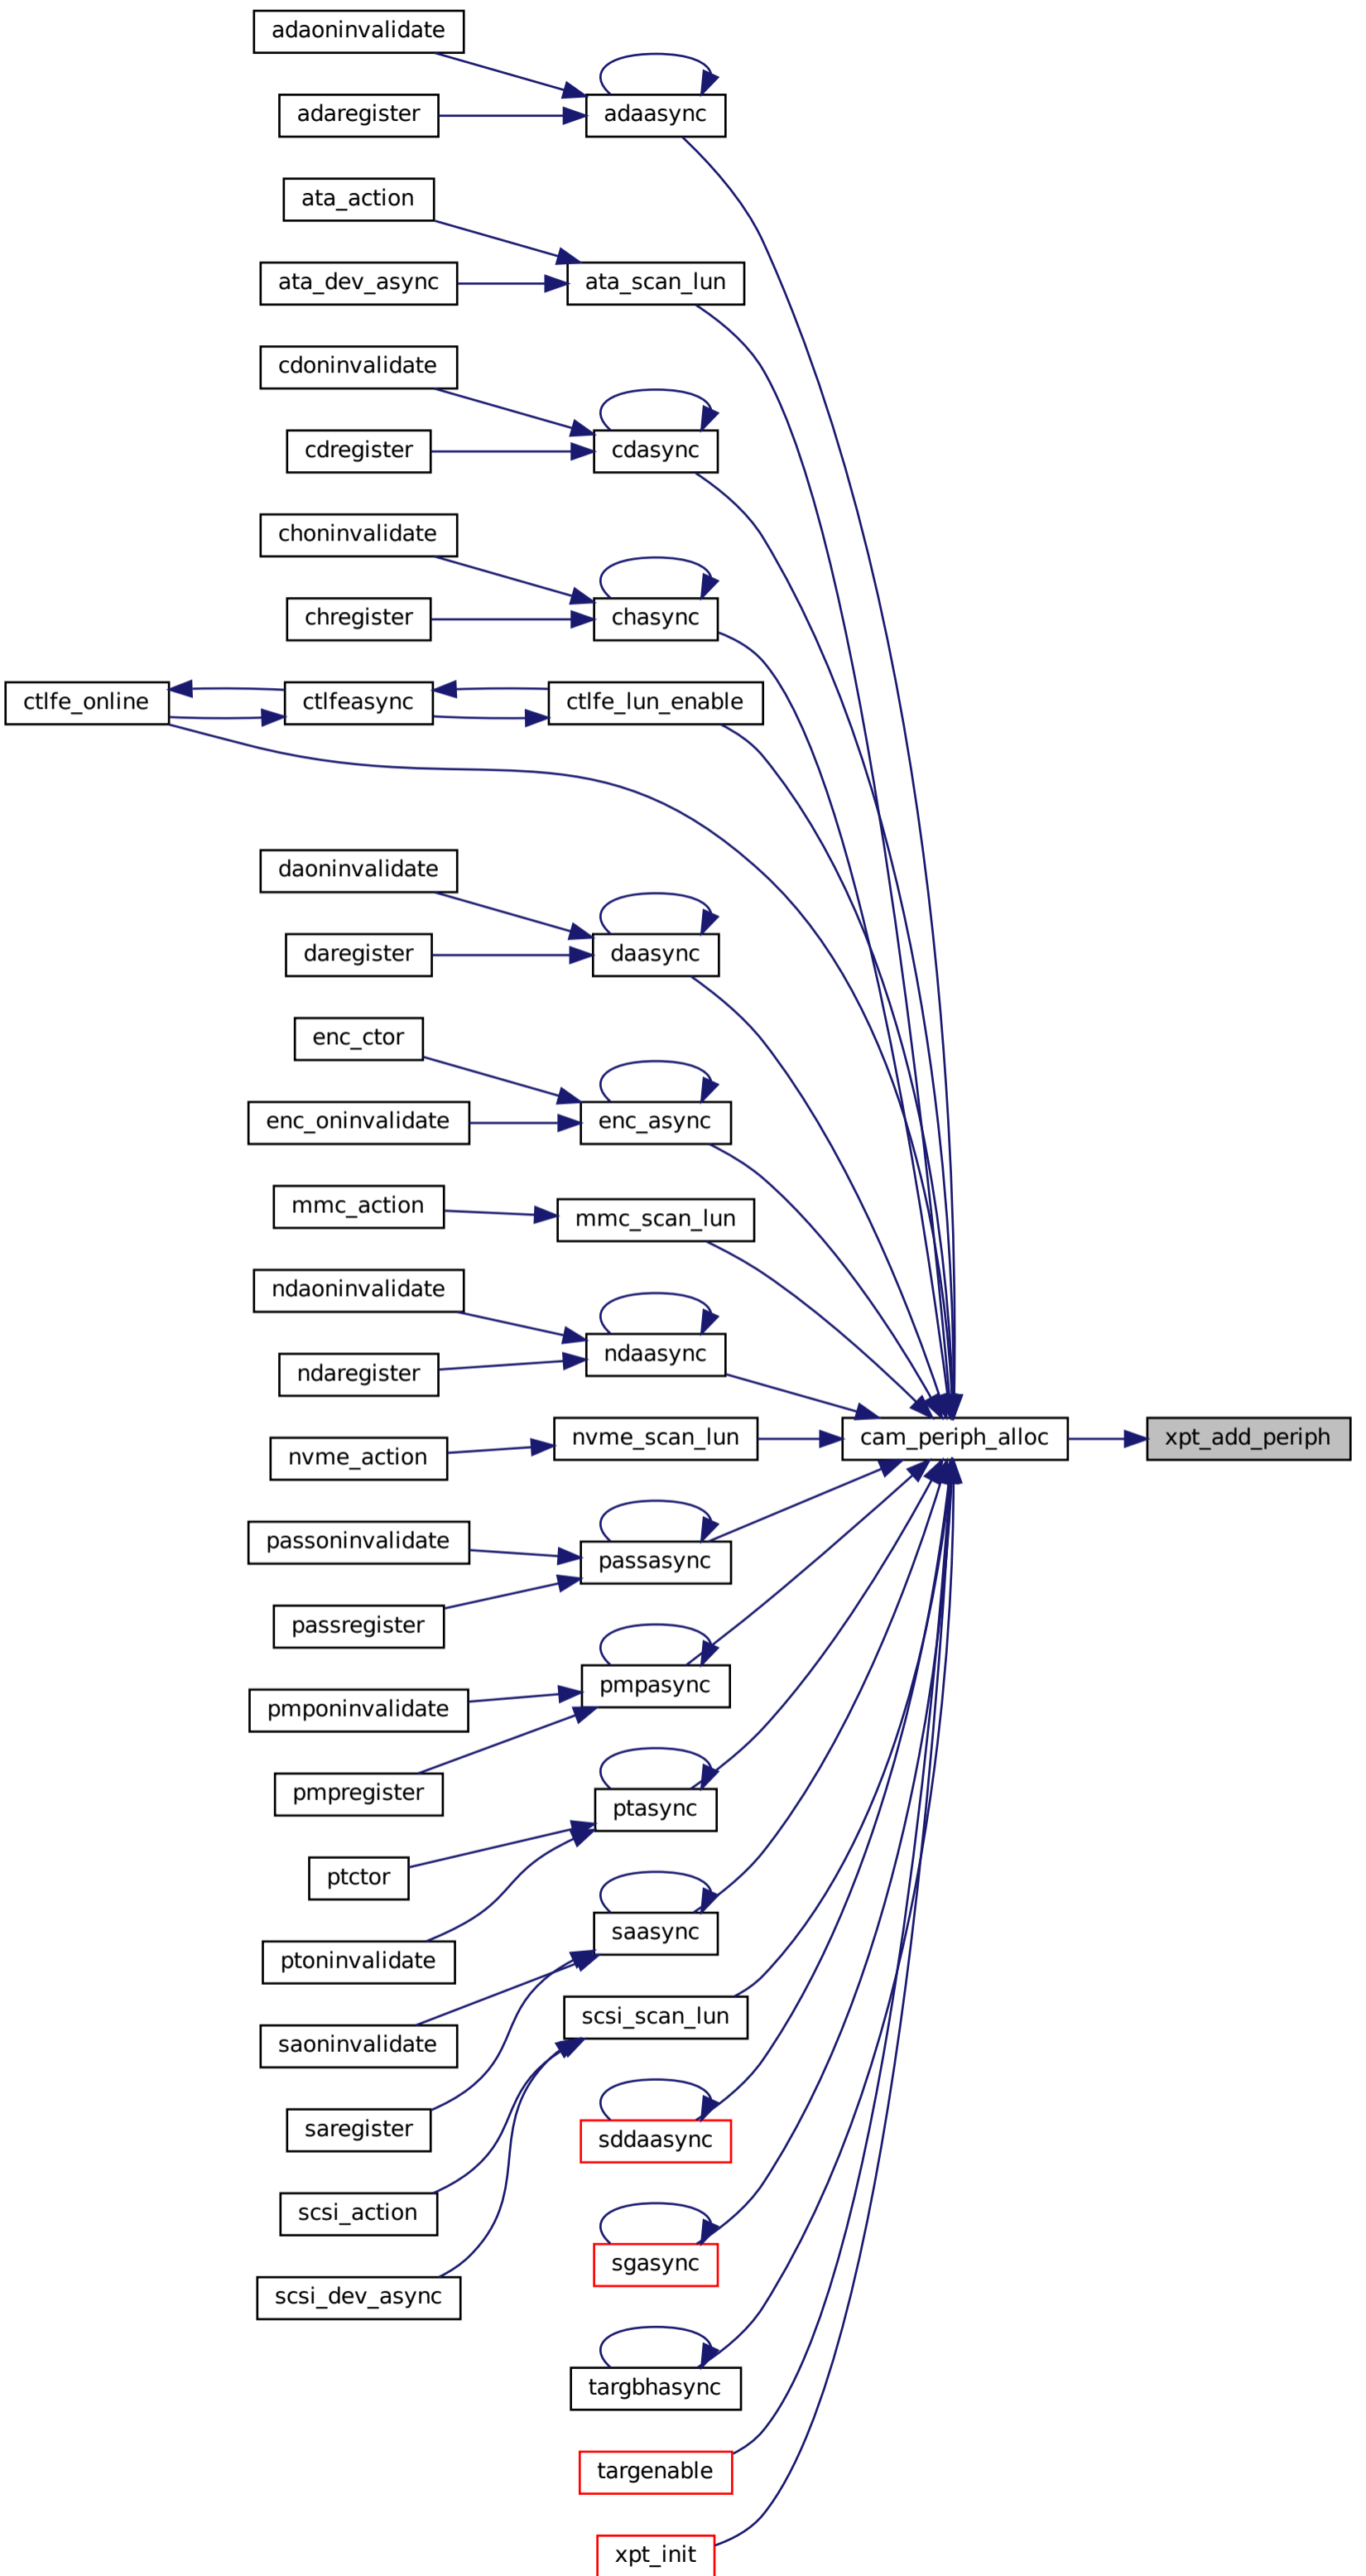 adaoninvalidate
adaregister
adaasync
ata_action
ata_dev_async
ata_scan_lun
cdoninvalidate
cdregister
cdasync
choninvalidate
chregister
chasync
ctlfe_online
ctlfeasync
ctlfe_lun_enable
daoninvalidate
daregister
daasync
enc_ctor
enc_oninvalidate
enc_async
mmc_action
mmc_scan_lun
ndaoninvalidate
ndaregister
ndaasync
nvme_action
nvme_scan_lun
cam_periph_alloc
xpt_add_periph
passoninvalidate
passregister
passasync
pmponinvalidate
pmpregister
pmpasync
ptctor
ptoninvalidate
ptasync
saoninvalidate
saregister
saasync
scsi_action
scsi_dev_async
scsi_scan_lun
sddaasync
sgasync
targbhasync
targenable
xpt_init